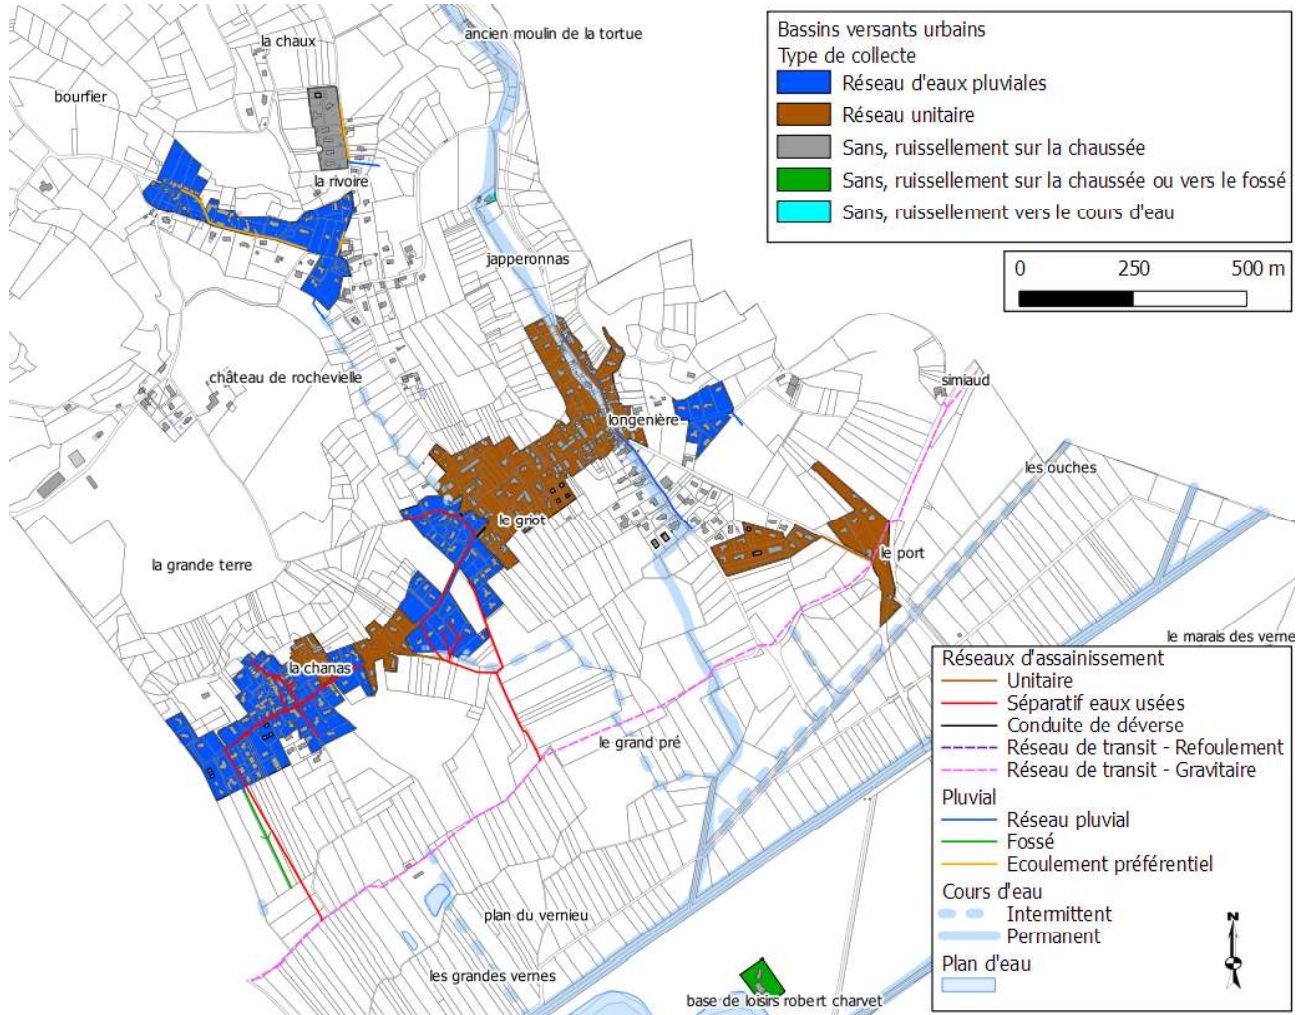 ancien moulin de la tortue
la chaux
bourfier
la rivoire
japperonnas
château de rochevielle
simiaud
longenière
les ouches
le griot
le port
la grande terre
le marais des verne
la chanas
le grand pré
plan du vernieu
les grandes vernes
base de loisirs robert charvet
Bassins versants urbains
Type de collecte
Réseau d'eaux pluviales
Réseau unitaire
Sans, ruissellement sur la chaussée
Sans, ruissellement sur la chaussée ou vers le fossé
Sans, ruissellement vers le cours d'eau
0 250 500 m
Réseaux d'assainissement
Unitaire
Séparatif eaux usées
Conduite de déverse
Réseau de transit - Refoulement
Réseau de transit - Gravitaire
Pluvial
Réseau pluvial
Fossé
Ecoulement préférentiel
Cours d'eau
Intermittent
Permanent
Plan d'eau
N